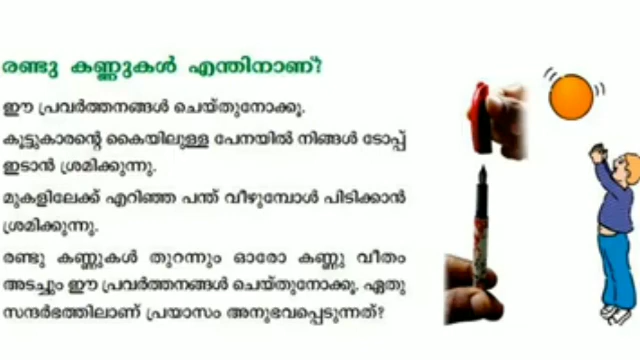 രണ്ടു കണ്ണുകൾ എന്തിനാണ്?
ഈ പ്രവർത്തനങ്ങൾ ചെയ്തുനോക്കൂ.
കൂട്ടുകാരന്റെ കൈയിലുള്ള പേനയിൽ നിങ്ങൾ ടോപ്പ്
ഇടാൻ ശ്രമിക്കുന്നു.
മുകളിലേക്ക് എറിഞ്ഞ പന്ത് വീഴുമ്പോൾ പിടിക്കാൻ
ശ്രമിക്കുന്നു.
രണ്ടു കണ്ണുകൾ തുറന്നും ഓരോ കണ്ണു വീതം
അടച്ചും ഈ പ്രവർത്തനങ്ങൾ ചെയ്തുനോക്കൂ. ഏതു
സന്ദർഭത്തിലാണ് പ്രയാസം അനുഭവപ്പെടുന്നത്?